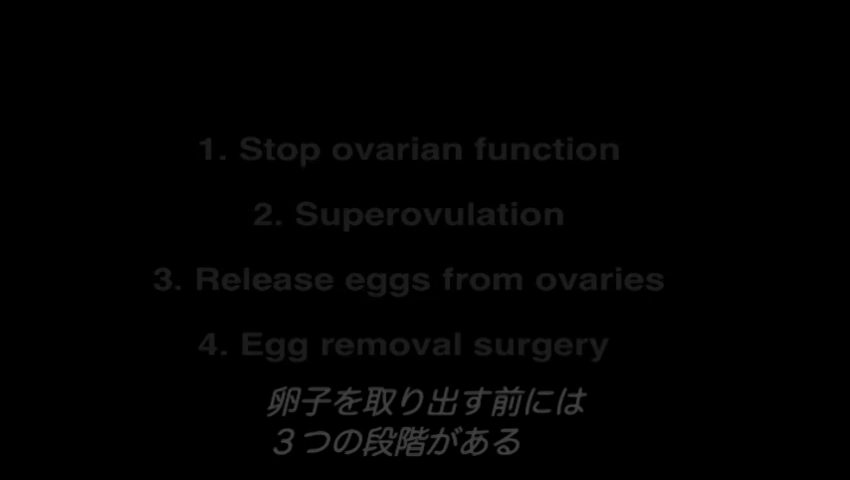 1. Stop ovarian function
2. Superovulation
3. Release eggs from ovaries
4. Egg removal surgery
卵子を取り出す前には
３つの段階がある